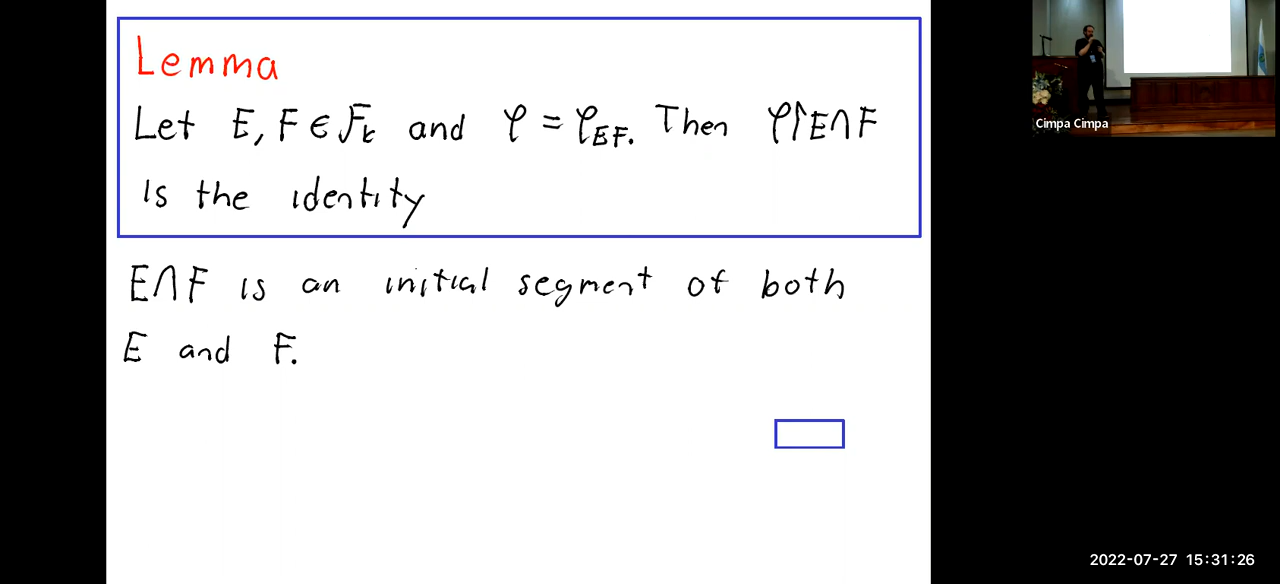 Lemma
Let E, F ∈ ℱₖ and φ = φ_EF. Then φ↾E∩F
is the identity
E∩F is an initial segment of both
E and F.
Cimpa Cimpa
2022-07-27 15:31:26